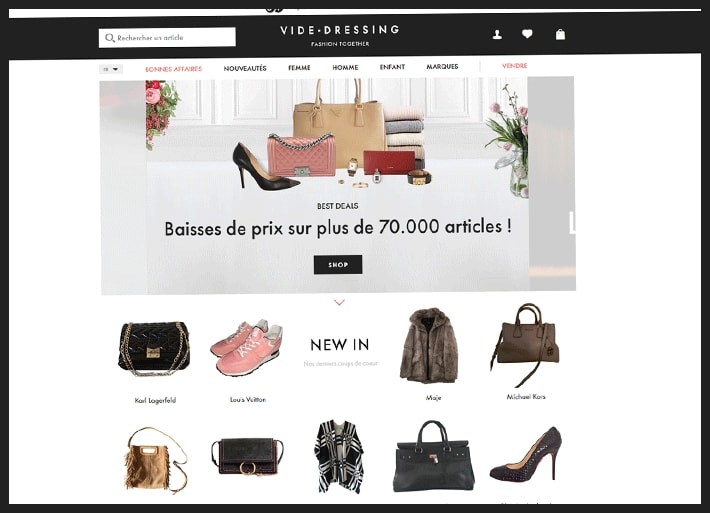 VIDE•DRESSING
FASHION TOGETHER
Rechercher un article
FR
BONNES AFFAIRES NOUVEAUTÉS FEMME HOMME ENFANT MARQUES VENDRE
BEST DEALS
Baisses de prix sur plus de 70.000 articles !
SHOP
NEW IN
Nos derniers coups de coeur
Karl Lagerfeld
Louis Vuitton
Maje
Michael Kors